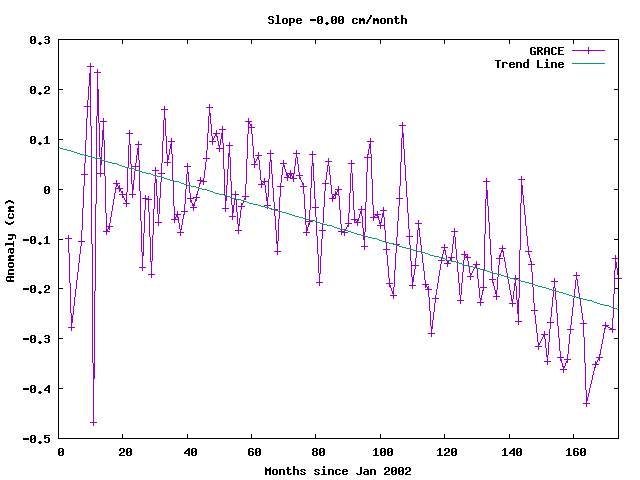 Slope -0.00 cm/month
GRACE
Trend Line
0.3
0.2
0.1
0
-0.1
-0.2
-0.3
-0.4
-0.5
Anomaly (cm)
0 20 40 60 80 100 120 140 160
Months since Jan 2002